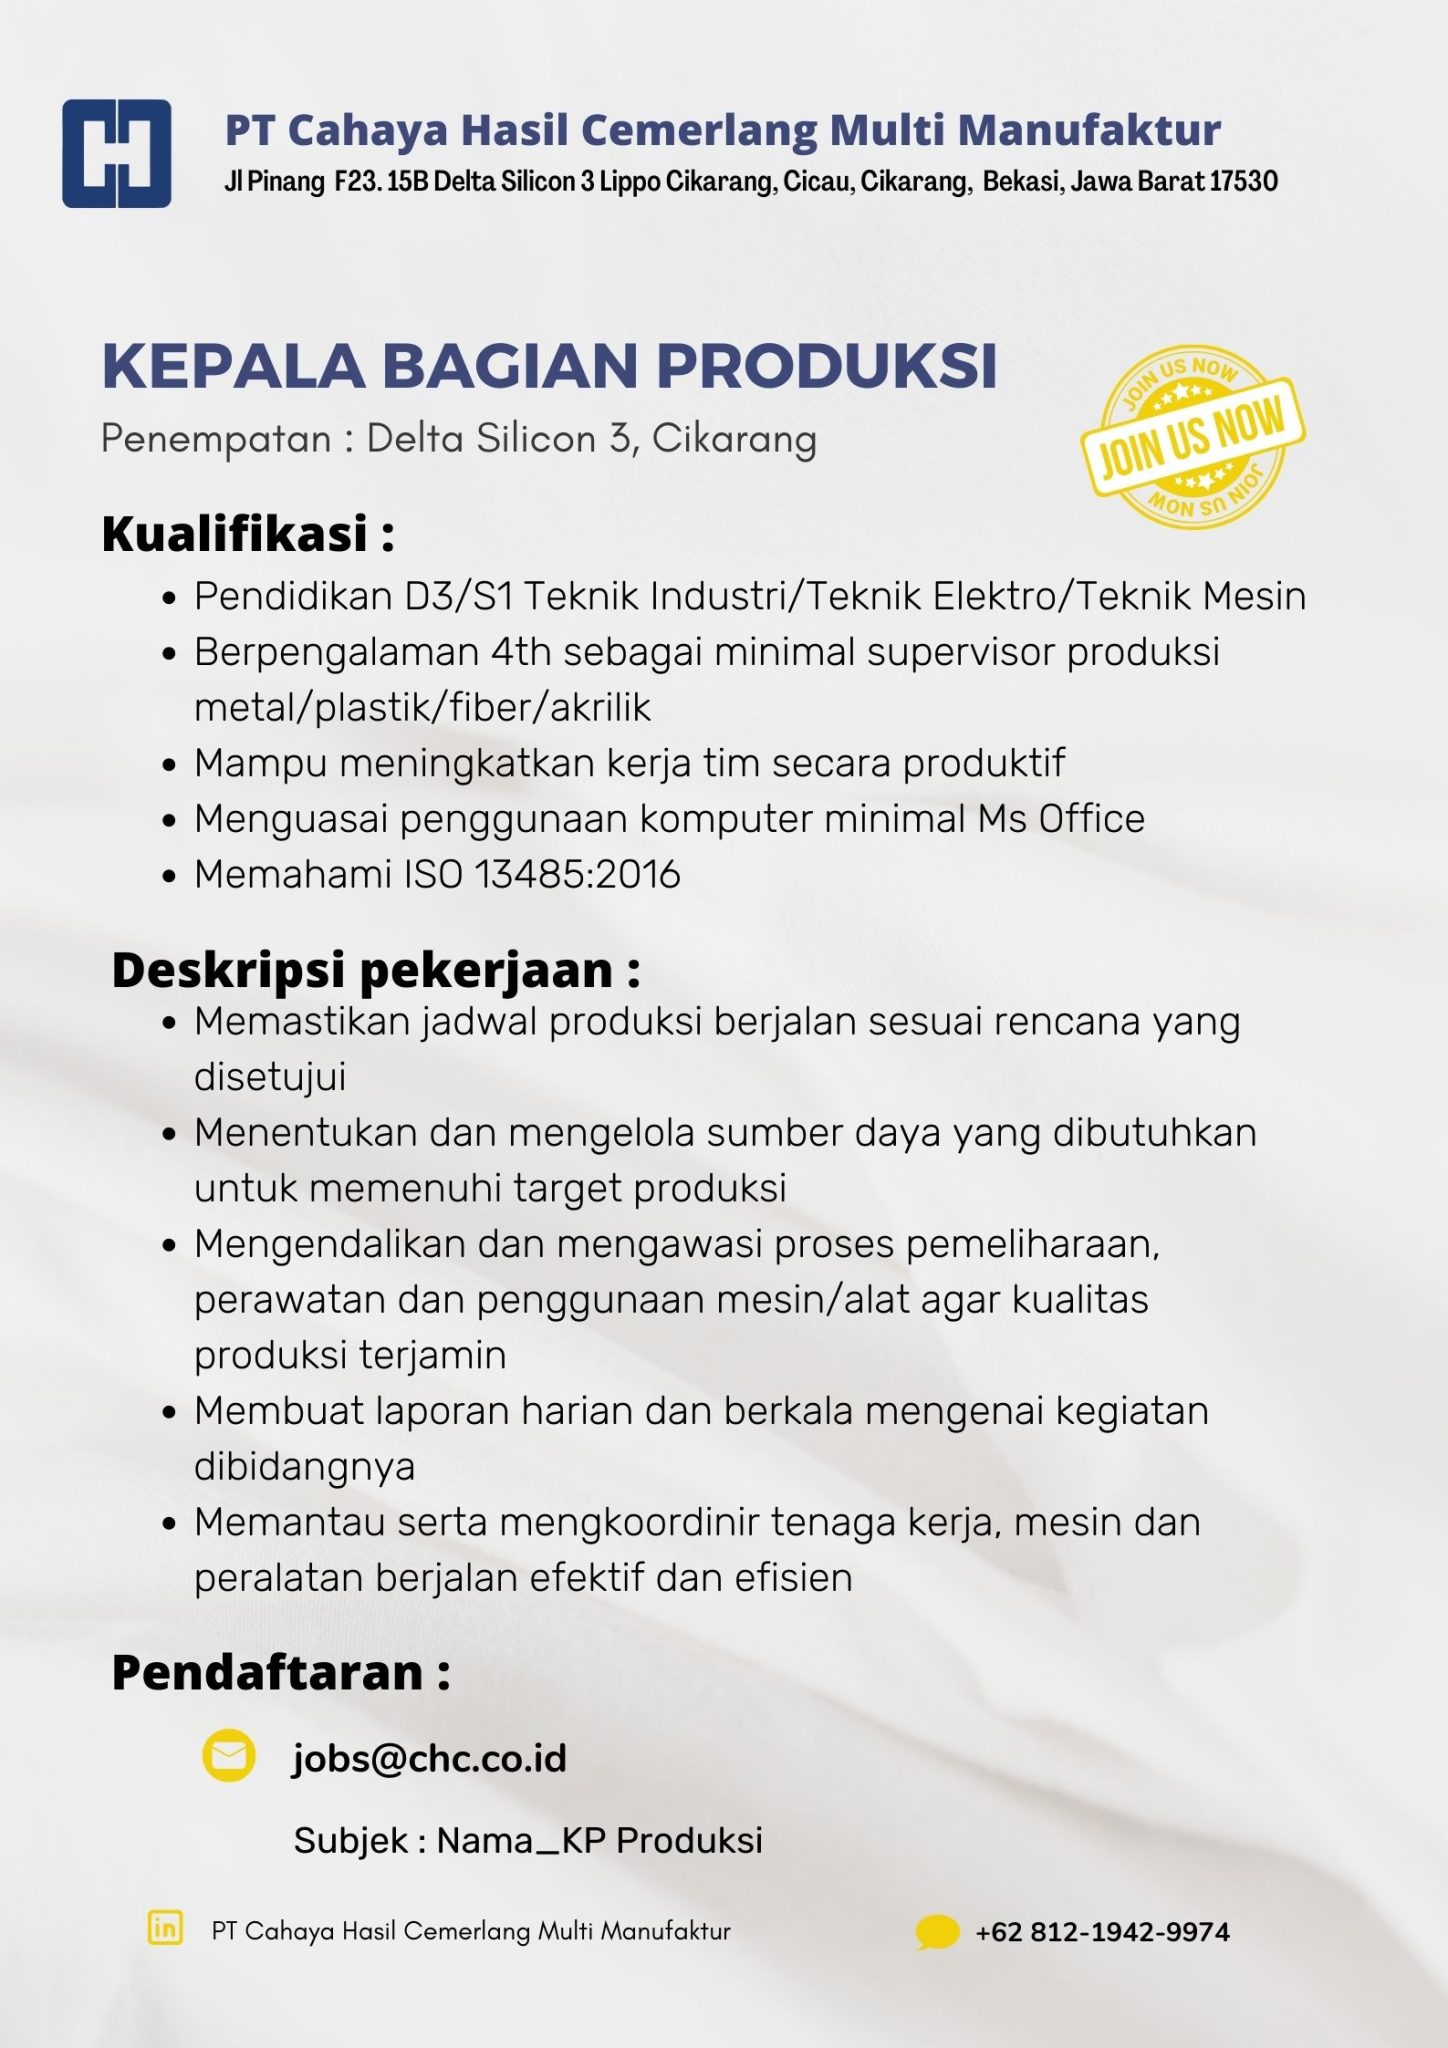 PT Cahaya Hasil Cemerlang Multi Manufaktur
Jl Pinang F23. 15B Delta Silicon 3 Lippo Cikarang, Cicau, Cikarang, Bekasi, Jawa Barat 17530
KEPALA BAGIAN PRODUKSI
Penempatan : Delta Silicon 3, Cikarang
JOIN US NOW
JOIN US NOW
JOIN US NOW
Kualifikasi :
• Pendidikan D3/S1 Teknik Industri/Teknik Elektro/Teknik Mesin
• Berpengalaman 4th sebagai minimal supervisor produksi
metal/plastik/fiber/akrilik
• Mampu meningkatkan kerja tim secara produktif
• Menguasai penggunaan komputer minimal Ms Office
• Memahami ISO 13485:2016
Deskripsi pekerjaan :
• Memastikan jadwal produksi berjalan sesuai rencana yang
disetujui
• Menentukan dan mengelola sumber daya yang dibutuhkan
untuk memenuhi target produksi
• Mengendalikan dan mengawasi proses pemeliharaan,
perawatan dan penggunaan mesin/alat agar kualitas
produksi terjamin
• Membuat laporan harian dan berkala mengenai kegiatan
dibidangnya
• Memantau serta mengkoordinir tenaga kerja, mesin dan
peralatan berjalan efektif dan efisien
Pendaftaran :
jobs@chc.co.id
Subjek : Nama_KP Produksi
in PT Cahaya Hasil Cemerlang Multi Manufaktur
+62 812-1942-9974